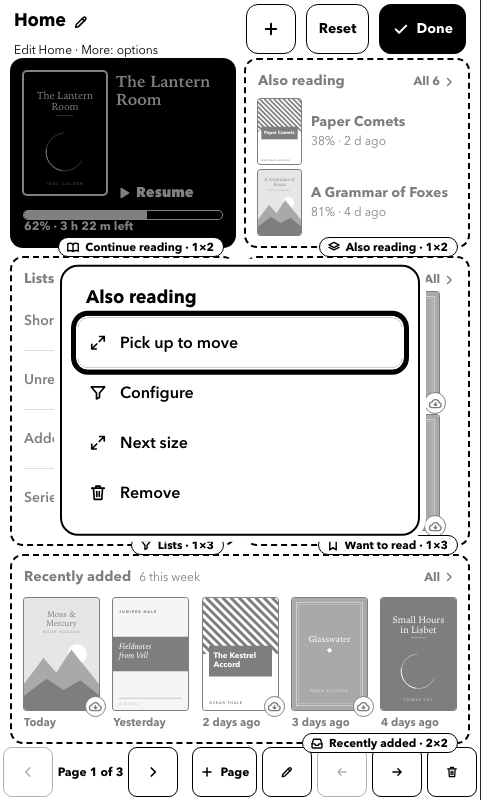 Home
Edit Home · More: options
+
Reset
Done
The Lantern
Room
INES CALDER
The Lantern
Room
Resume
62% · 3 h 22 m left
Continue reading · 1×2
Also reading
All 6
Paper Comets
Paper Comets
38% · 2 d ago
A Grammar of
Foxes
A Grammar of Foxes
81% · 4 d ago
Also reading · 1×2
Lists
All
Also reading
Pick up to move
Configure
Next size
Remove
Lists · 1×3
Want to read · 1×3
Recently added
6 this week
All
Moss &
Mercury
NOOR HADDAD
Today
JUNIPER HALE
Fieldnotes
from Vell
Yesterday
The Kestrel
Accord
OSKAR THALE
2 days ago
Glasswater
MARA ELLISON
3 days ago
Small Hours
in Lisbet
TOMAS VEY
4 days ago
Recently added · 2×2
Page 1 of 3
+ Page